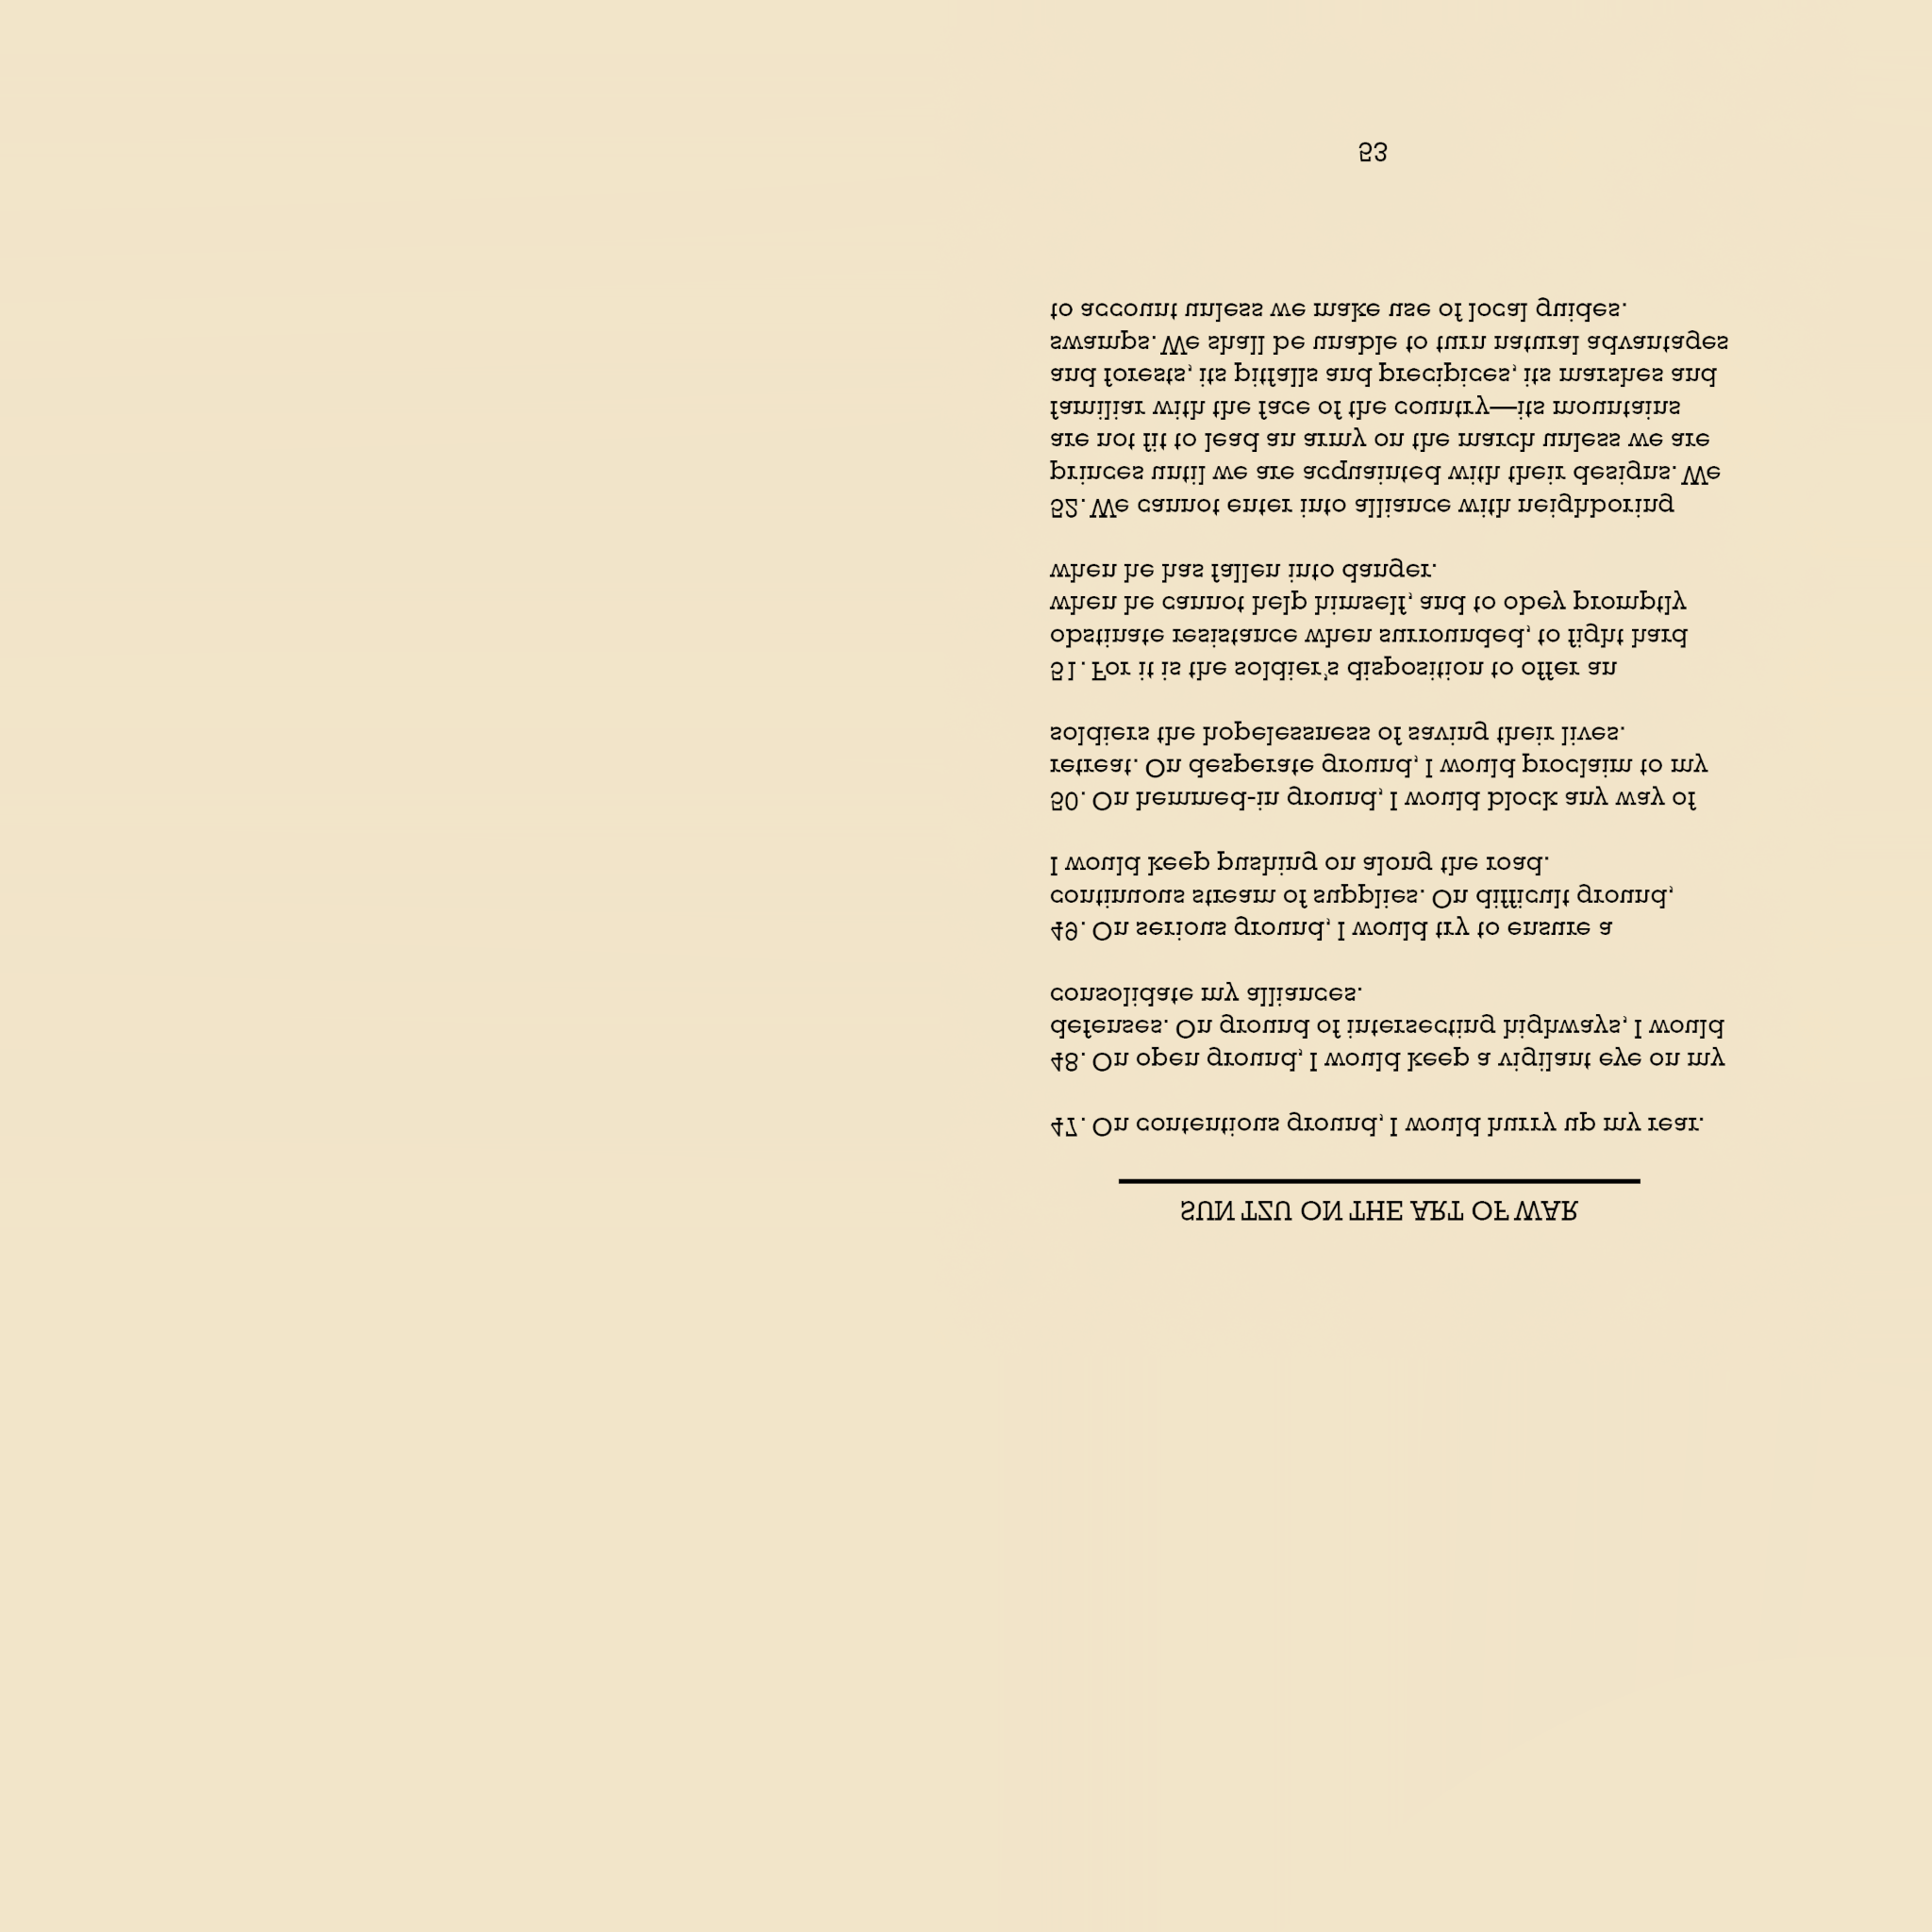 SUN TZU ON THE ART OF WAR
47. On contentious ground, I would hurry up my rear.
48. On open ground, I would keep a vigilant eye on my
defenses. On ground of intersecting highways, I would
consolidate my alliances.
49. On serious ground, I would try to ensure a
continuous stream of supplies. On difficult ground,
I would keep pushing on along the road.
50. On hemmed-in ground, I would block any way of
retreat. On desperate ground, I would proclaim to my
soldiers the hopelessness of saving their lives.
51. For it is the soldier's disposition to offer an
obstinate resistance when surrounded, to fight hard
when he cannot help himself, and to obey promptly
when he has fallen into danger.
52. We cannot enter into alliance with neighboring
princes until we are acquainted with their designs. We
are not fit to lead an army on the march unless we are
familiar with the face of the country—its mountains
and forests, its pitfalls and precipices, its marshes and
swamps. We shall be unable to turn natural advantages
to account unless we make use of local guides.
53